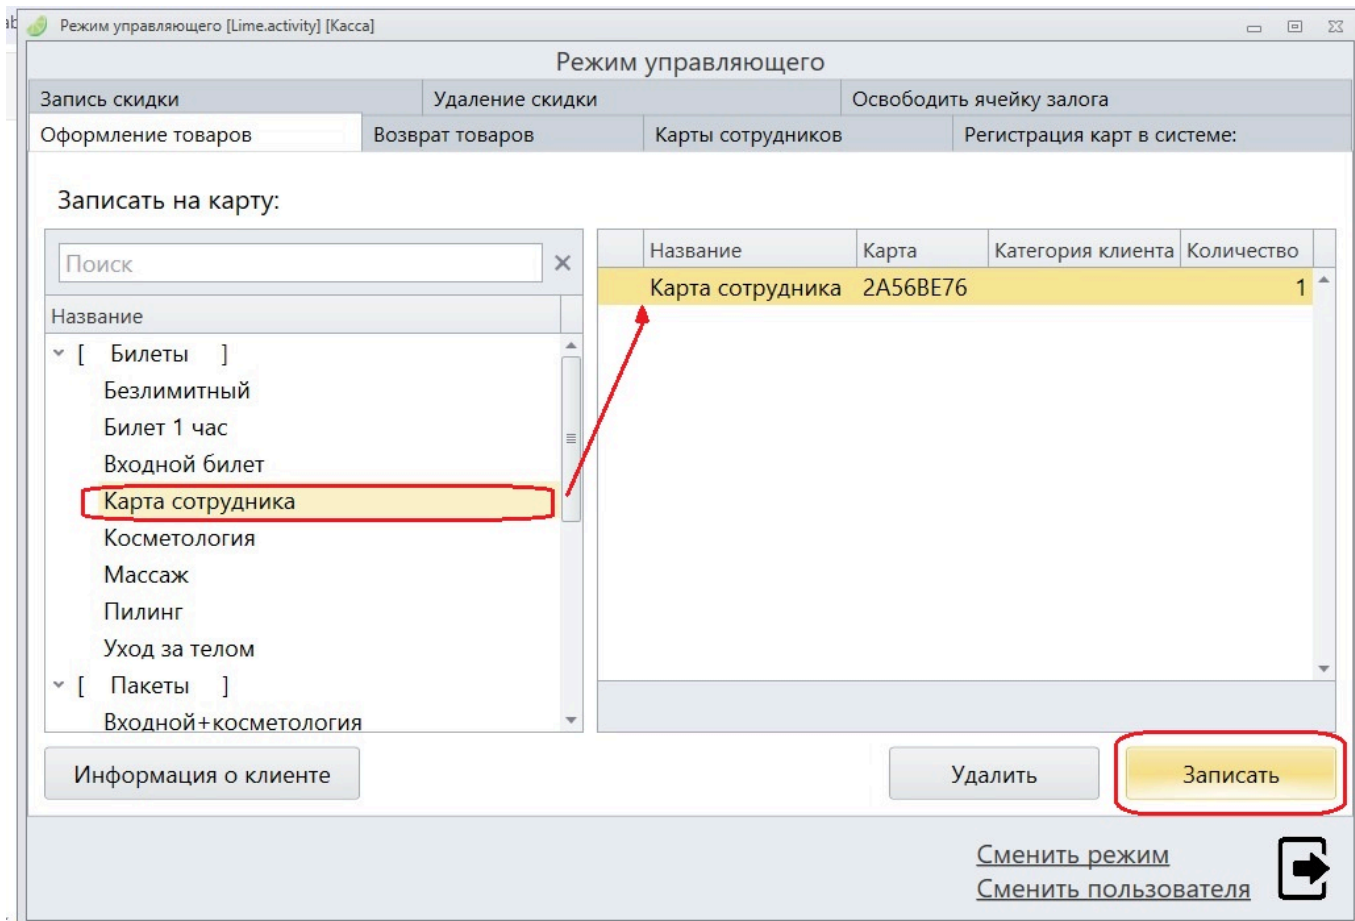 Режим управляющего [Lime.activity] [Касса]
Режим управляющего
Запись скидки Удаление скидки Освободить ячейку залога
Оформление товаров Возврат товаров Карты сотрудников Регистрация карт в системе:
Записать на карту:
Поиск
Название
[ Билеты ]
Безлимитный
Билет 1 час
Входной билет
Карта сотрудника
Косметология
Массаж
Пилинг
Уход за телом
[ Пакеты ]
Входной+косметология
Название Карта Категория клиента Количество
Карта сотрудника 2A56BE76 1
Информация о клиенте Удалить Записать
Сменить режим
Сменить пользователя